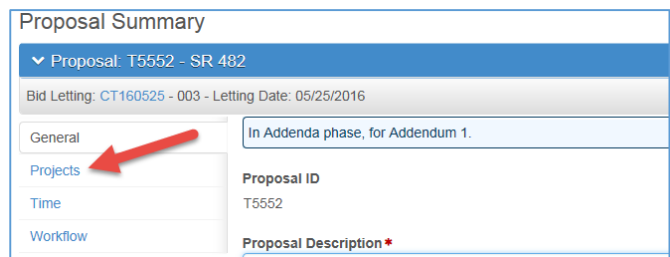 Proposal Summary
Proposal: T5552 - SR 482
Bid Letting: CT160525 - 003 - Letting Date: 05/25/2016
General
Projects
Time
Workflow
In Addenda phase, for Addendum 1.
Proposal ID
T5552
Proposal Description*